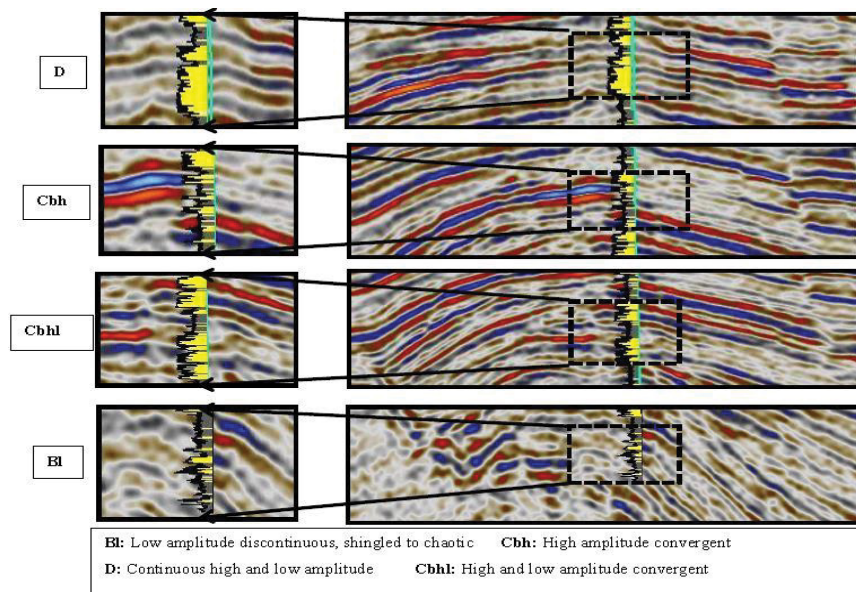 D
Cbh
Cbhl
Bl
Bl: Low amplitude discontinuous, shingled to chaotic Cbh: High amplitude convergent
D: Continuous high and low amplitude Cbhl: High and low amplitude convergent